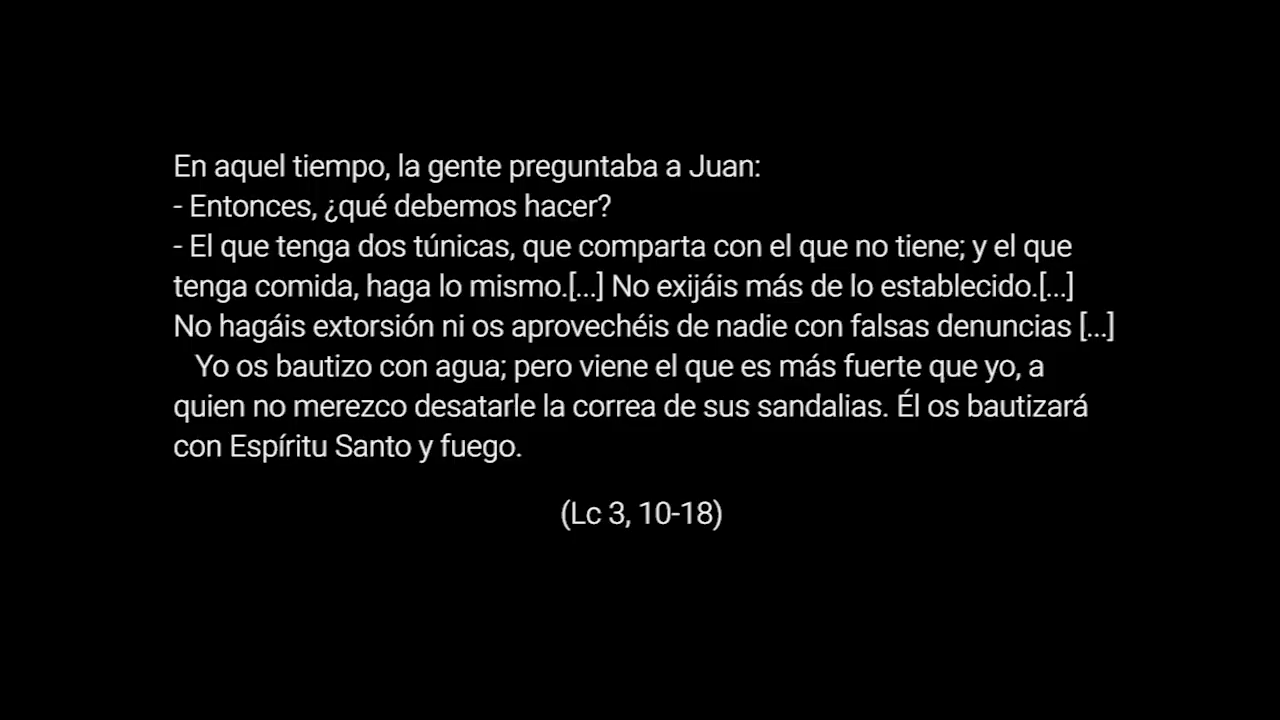 En aquel tiempo, la gente preguntaba a Juan:
- Entonces, ¿qué debemos hacer?
- El que tenga dos túnicas, que comparta con el que no tiene; y el que
tenga comida, haga lo mismo.[...] No exijáis más de lo establecido.[...]
No hagáis extorsión ni os aprovechéis de nadie con falsas denuncias [...]
Yo os bautizo con agua; pero viene el que es más fuerte que yo, a
quien no merezco desatarle la correa de sus sandalias. Él os bautizará
con Espíritu Santo y fuego.
(Lc 3, 10-18)